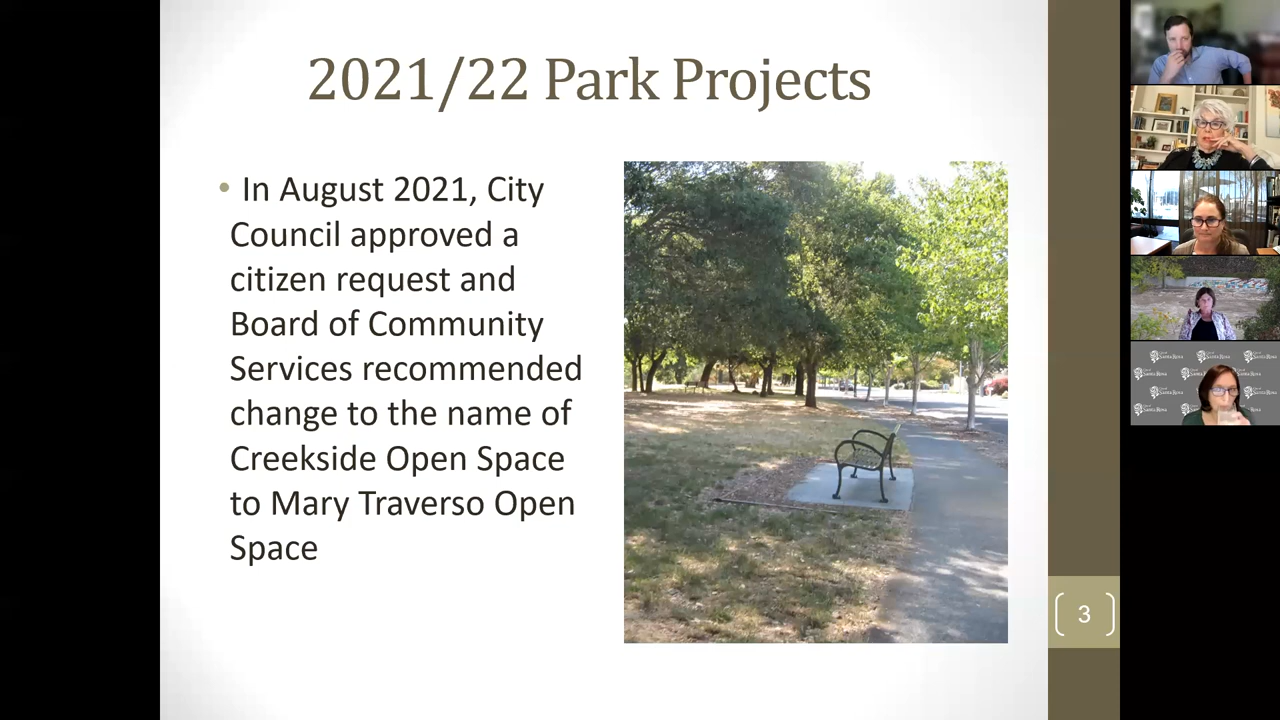 2021/22 Park Projects
• In August 2021, City
Council approved a
citizen request and
Board of Community
Services recommended
change to the name of
Creekside Open Space
to Mary Traverso Open
Space
3